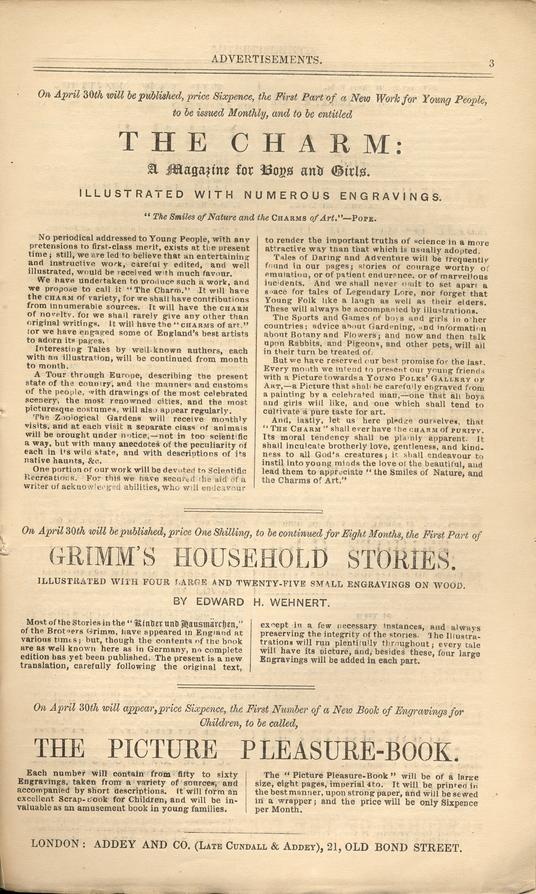 ADVERTISEMENTS.
3
On April 30th will be published, price Sixpence, the First Part of a New Work for Young People,
to be issued Monthly, and to be entitled
THE CHARM:
A Magazine for Boys and Girls.
ILLUSTRATED WITH NUMEROUS ENGRAVINGS.
"The Smiles of Nature and the CHARMS of Art."—POPE.
No periodical addressed to Young People, with any
pretensions to first-class merit, exists at the present
time; still, we are led to believe that an entertaining
and instructive work, carefully edited, and well
illustrated, would be received with much favour.
We have undertaken to produce such a work, and
we propose to call it "The Charm." It will have
the CHARM of variety, for we shall have contributions
from innumerable sources. It will have the CHARM
of novelty, for we shall rarely give any other than
original writings. It will have the "CHARMS of art."
for we have engaged some of England's best artists
to adorn its pages.
Interesting Tales by well-known authors, each
with an illustration, will be continued from month
to month.
A Tour through Europe, describing the present
state of the country, and the manners and customs
of the people, with drawings of the most celebrated
scenery, the most renowned cities, and the most
picturesque costumes, will also appear regularly.
The Zoological Gardens will receive monthly
visits, and at each visit a separate class of animals
will be brought under notice,—not in too scientific
a way, but with many anecdotes of the peculiarity of
each in its wild state, and with descriptions of its
native haunts, &c.
One portion of our work will be devoted to Scientific
Recreations. For this we have secured the aid of a
writer of acknowledged abilities, who will endeavour
to render the important truths of science in a more
attractive way than that which is usually adopted.
Tales of Daring and Adventure will be frequently
found in our pages; stories of courage worthy of
emulation, or of patient endurance, or of marvellous
incidents. And we shall never omit to set apart a
space for tales of Legendary Lore, nor forget that
Young Folk like a laugh as well as their elders.
These will always be accompanied by illustrations.
The Sports and Games of boys and girls in other
countries; advice about Gardening, and information
about Botany and Flowers; and now and then talk
upon Rabbits, and Pigeons, and other pets, will all
in their turn be treated of.
But we have reserved our best promise for the last.
Every month we intend to present our young friends
with a Picture towards A YOUNG FOLKS' GALLERY OF
ART,—a Picture that shall be carefully engraved from
a painting by a celebrated man,—one that all boys
and girls will like, and one which shall tend to
cultivate a pure taste for art.
And, lastly, let us here pledge ourselves, that
"THE CHARM" shall ever have the CHARM OF PURITY.
Its moral tendency shall be plainly apparent. It
shall inculcate brotherly love, gentleness, and kind-
ness to all God's creatures; it shall endeavour to
instil into young minds the love of the beautiful, and
lead them to appreciate "the Smiles of Nature, and
the Charms of Art."
On April 30th will be published, price One Shilling, to be continued for Eight Months, the First Part of
GRIMM'S HOUSEHOLD STORIES.
ILLUSTRATED WITH FOUR LARGE AND TWENTY-FIVE SMALL ENGRAVINGS ON WOOD.
BY EDWARD H. WEHNERT.
Most of the Stories in the "Kinder und Hausmärchen,"
of the Brothers Grimm, have appeared in England at
various times; but, though the contents of the book
are as well known here as in Germany, no complete
edition has yet been published. The present is a new
translation, carefully following the original text,
except in a few necessary instances, and always
preserving the integrity of the stories. The Illustra-
trations will run plentifully throughout; every tale
will have its picture, and, besides these, four large
Engravings will be added in each part.
On April 30th will appear, price Sixpence, the First Number of a New Book of Engravings for
Children, to be called,
THE PICTURE PLEASURE-BOOK.
Each number will contain from fifty to sixty
Engravings, taken from a variety of sources, and
accompanied by short descriptions. It will form an
excellent Scrap-book for Children, and will be in-
valuable as an amusement book in young families.
The "Picture Pleasure-Book" will be of a large
size, eight pages, imperial 4to. It will be printed in
the best manner, upon strong paper, and will be sewed
in a wrapper; and the price will be only Sixpence
per Month.
LONDON: ADDEY AND CO. (LATE CUNDALL & ADDEY), 21, OLD BOND STREET.